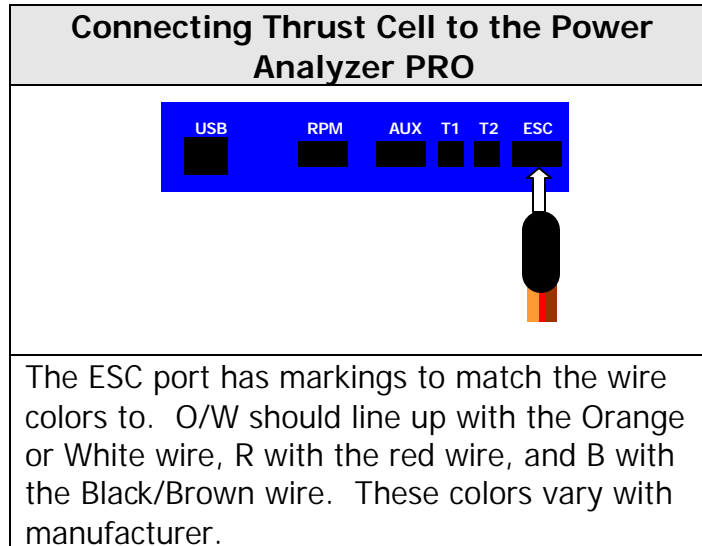 Connecting Thrust Cell to the Power
Analyzer PRO
USB RPM AUX T1 T2 ESC
The ESC port has markings to match the wire
colors to.  O/W should line up with the Orange
or White wire, R with the red wire, and B with
the Black/Brown wire.  These colors vary with
manufacturer.